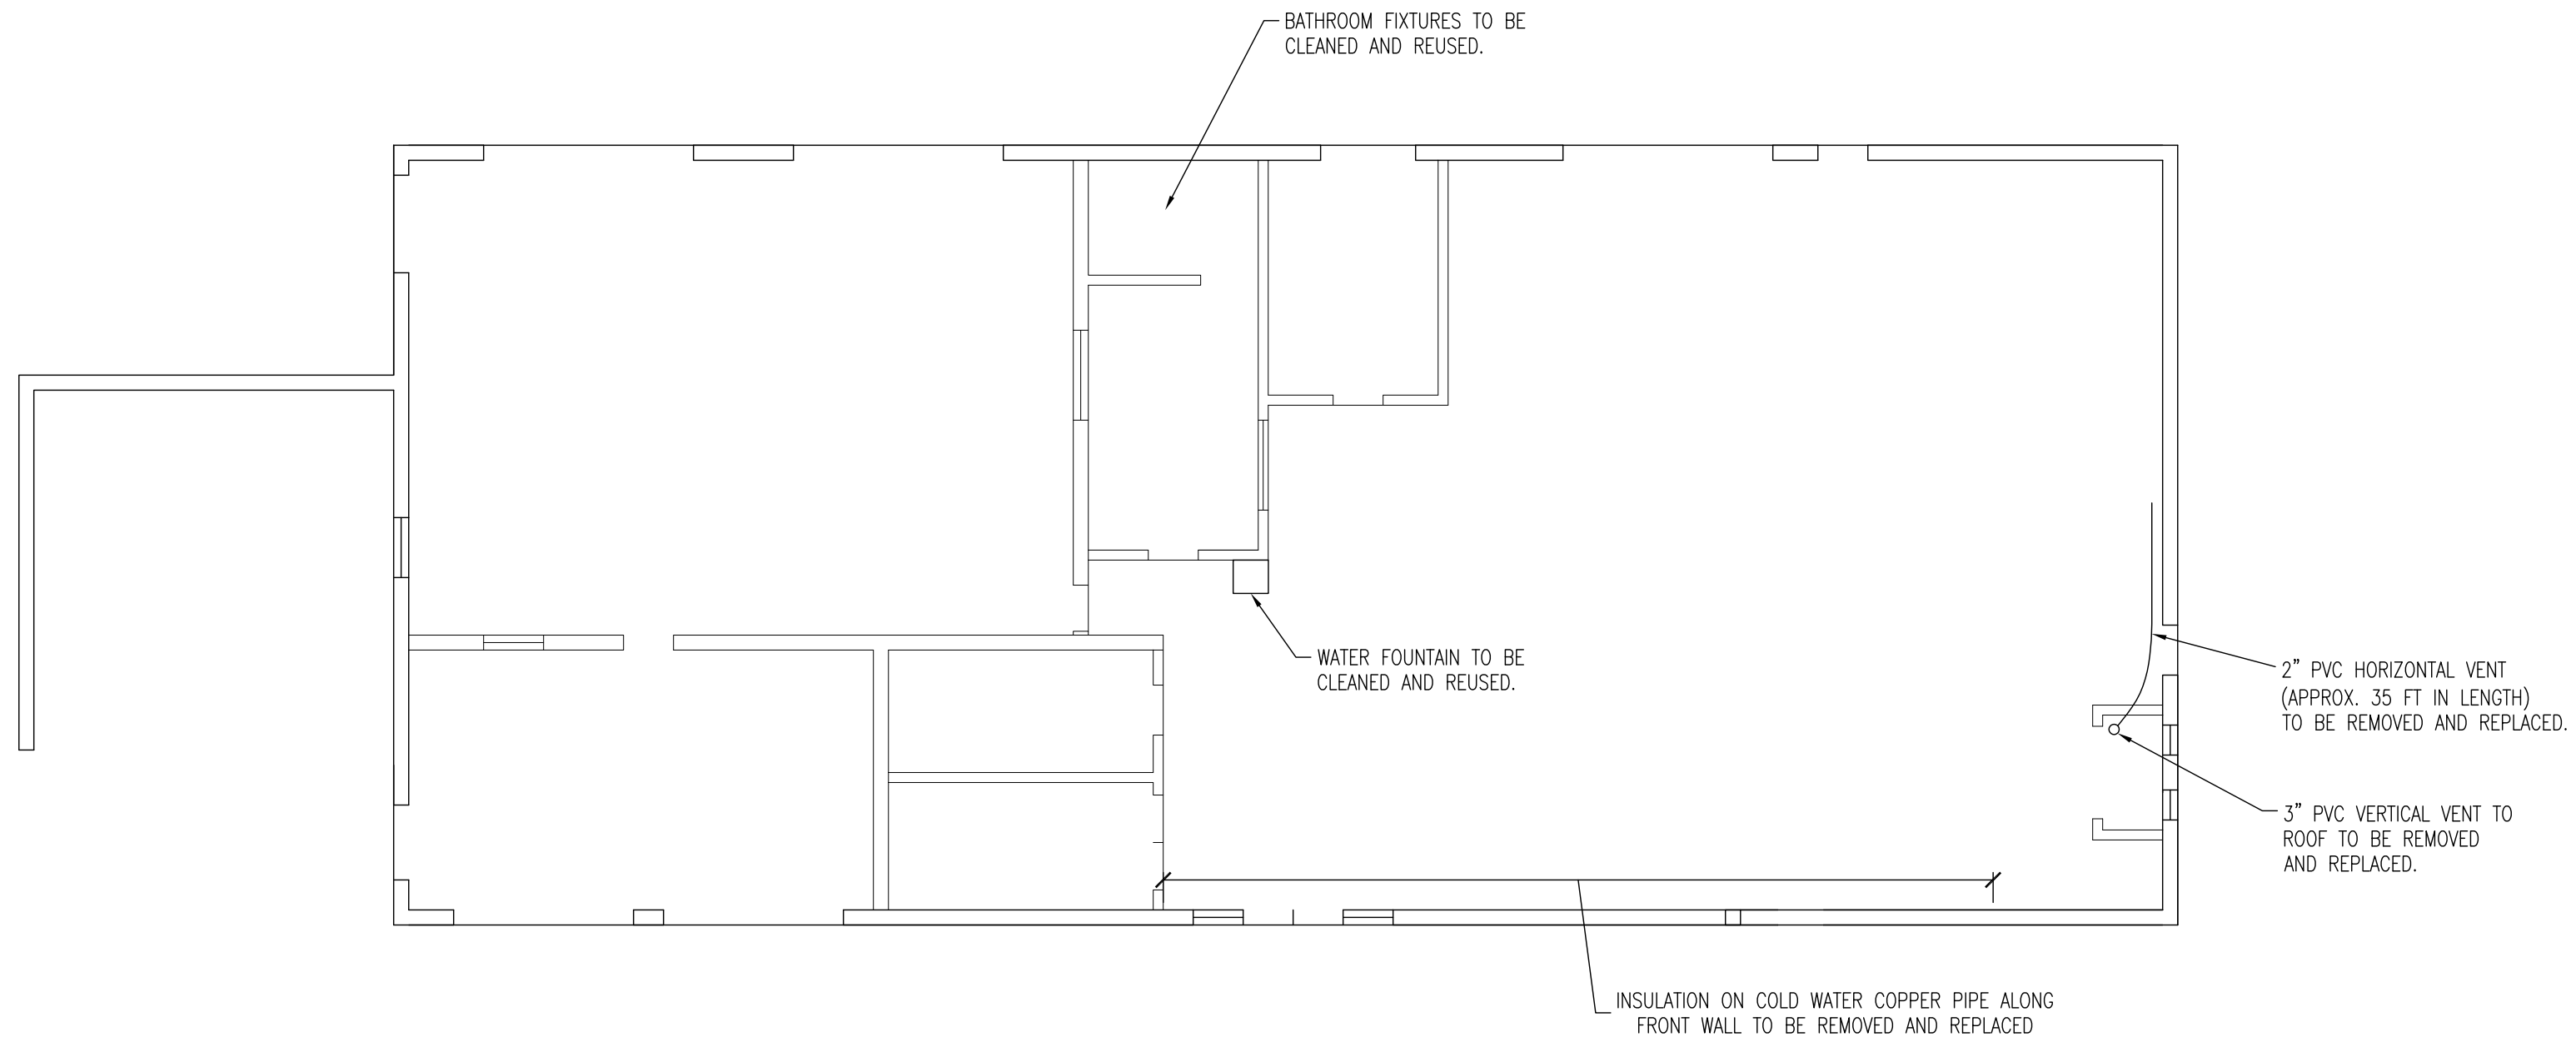 BATHROOM FIXTURES TO BE
CLEANED AND REUSED.
WATER FOUNTAIN TO BE
CLEANED AND REUSED.
2" PVC HORIZONTAL VENT
(APPROX. 35 FT IN LENGTH)
TO BE REMOVED AND REPLACED.
3" PVC VERTICAL VENT TO
ROOF TO BE REMOVED
AND REPLACED.
INSULATION ON COLD WATER COPPER PIPE ALONG
FRONT WALL TO BE REMOVED AND REPLACED